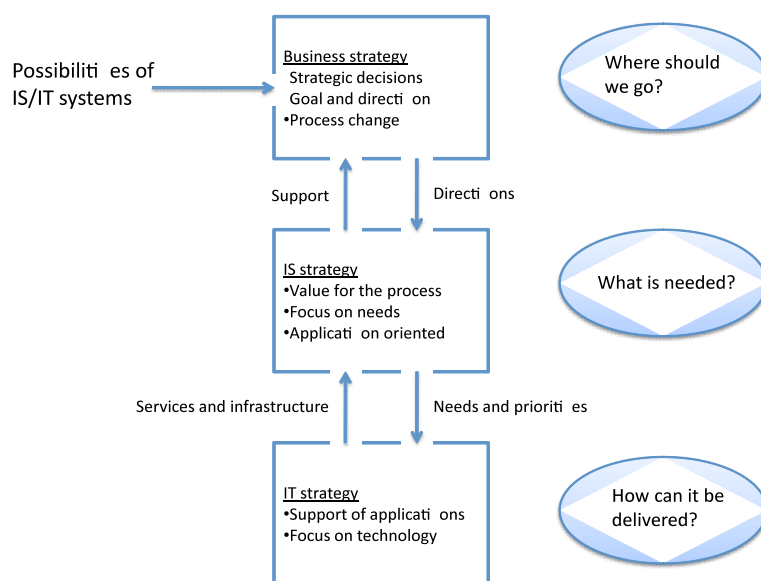 Possibiliti es of
IS/IT systems
Business strategy
Strategic decisions
Goal and directi on
•Process change
Where should
we go?
Support
Directi ons
IS strategy
•Value for the process
•Focus on needs
•Applicati on oriented
What is needed?
Services and infrastructure
Needs and prioriti es
IT strategy
•Support of applicati ons
•Focus on technology
How can it be
delivered?